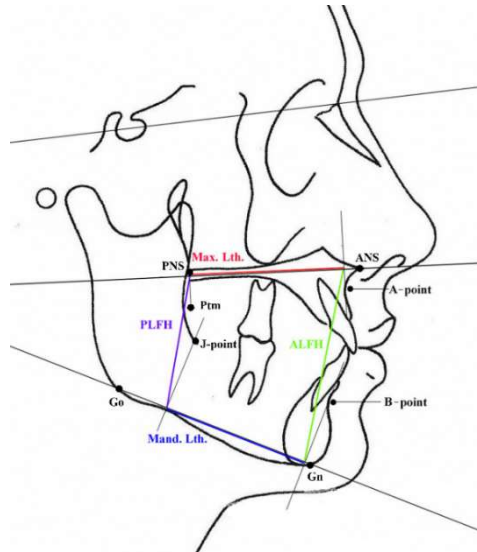 Max. Lth.
ANS
PNS
A-point
Ptm
PLFH
J-point
ALFH
Go
B-point
Mand. Lth.
Gn